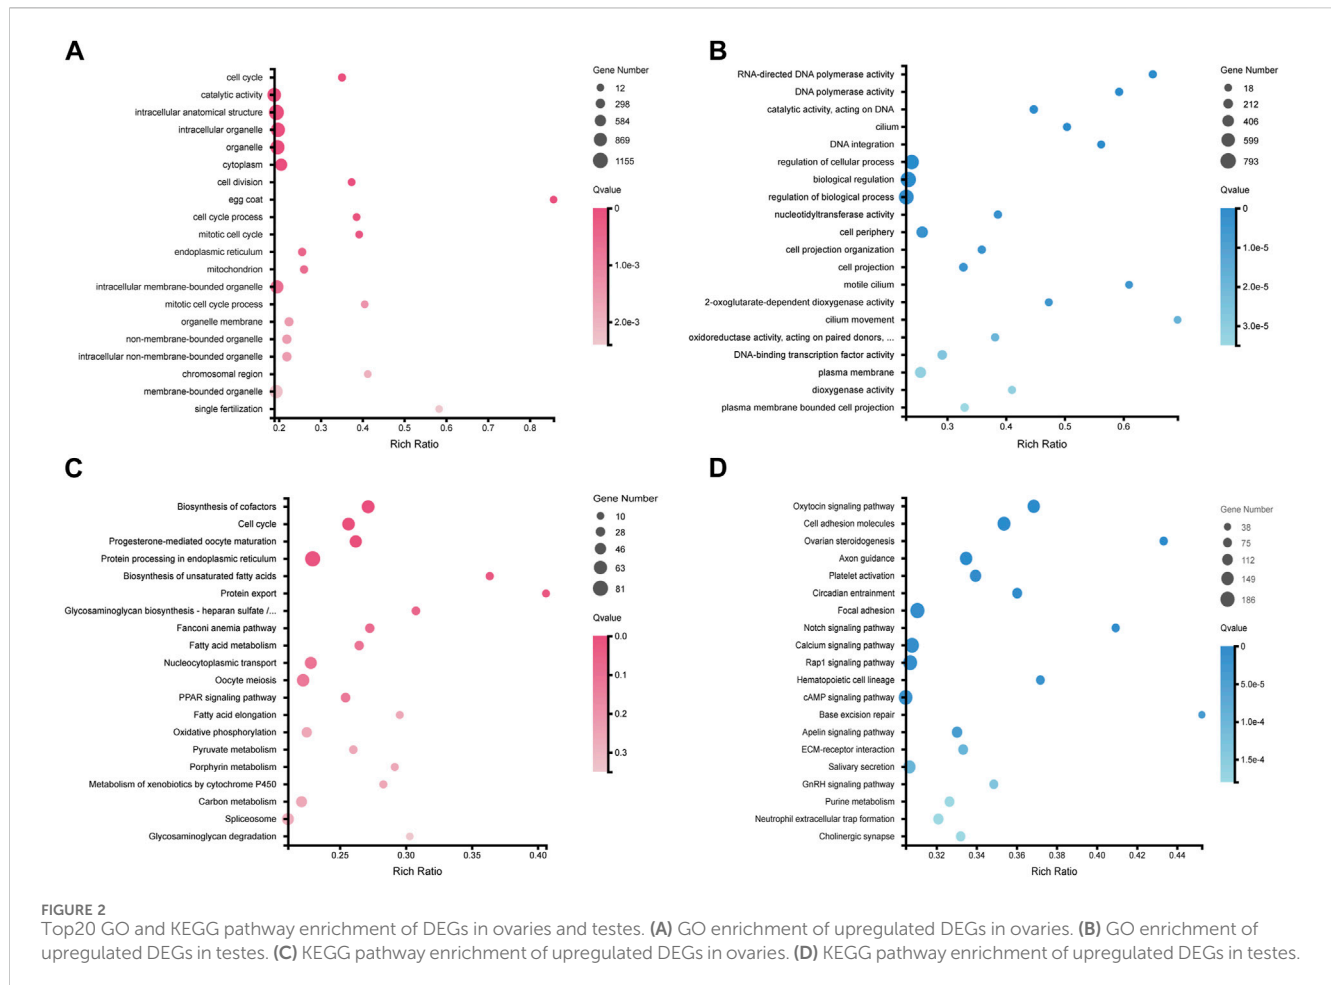 A
cell cycle
catalytic activity
intracellular anatomical structure
intracellular organelle
organelle
cytoplasm
cell division
egg coat
cell cycle process
mitotic cell cycle
endoplasmic reticulum
mitochondrion
intracellular membrane-bounded organelle
mitotic cell cycle process
organelle membrane
non-membrane-bounded organelle
intracellular non-membrane-bounded organelle
chromosomal region
membrane-bounded organelle
single fertilization
0.2 0.3 0.4 0.5 0.6 0.7 0.8
Rich Ratio
Gene Number
12
298
584
869
1155
Qvalue
0
1.0e-3
2.0e-3
B
RNA-directed DNA polymerase activity
DNA polymerase activity
catalytic activity, acting on DNA
cilium
DNA integration
regulation of cellular process
biological regulation
regulation of biological process
nucleotidyltransferase activity
cell periphery
cell projection organization
cell projection
motile cilium
2-oxoglutarate-dependent dioxygenase activity
cilium movement
oxidoreductase activity, acting on paired donors, ...
DNA-binding transcription factor activity
plasma membrane
dioxygenase activity
plasma membrane bounded cell projection
0.3 0.4 0.5 0.6
Rich Ratio
Gene Number
18
212
406
599
793
Qvalue
0
1.0e-5
2.0e-5
3.0e-5
C
Biosynthesis of cofactors
Cell cycle
Progesterone-mediated oocyte maturation
Protein processing in endoplasmic reticulum
Biosynthesis of unsaturated fatty acids
Protein export
Glycosaminoglycan biosynthesis - heparan sulfate /...
Fanconi anemia pathway
Fatty acid metabolism
Nucleocytoplasmic transport
Oocyte meiosis
PPAR signaling pathway
Fatty acid elongation
Oxidative phosphorylation
Pyruvate metabolism
Porphyrin metabolism
Metabolism of xenobiotics by cytochrome P450
Carbon metabolism
Spliceosome
Glycosaminoglycan degradation
0.25 0.30 0.35 0.40
Rich Ratio
Gene Number
10
28
46
63
81
Qvalue
0.0
0.1
0.2
0.3
D
Oxytocin signaling pathway
Cell adhesion molecules
Ovarian steroidogenesis
Axon guidance
Platelet activation
Circadian entrainment
Focal adhesion
Notch signaling pathway
Calcium signaling pathway
Rap1 signaling pathway
Hematopoietic cell lineage
cAMP signaling pathway
Base excision repair
Apelin signaling pathway
ECM-receptor interaction
Salivary secretion
GnRH signaling pathway
Purine metabolism
Neutrophil extracellular trap formation
Cholinergic synapse
0.32 0.34 0.36 0.38 0.40 0.42 0.44
Rich Ratio
Gene Number
38
75
112
149
186
Qvalue
0
5.0e-5
1.0e-4
1.5e-4
FIGURE 2
Top20 GO and KEGG pathway enrichment of DEGs in ovaries and testes. (A) GO enrichment of upregulated DEGs in ovaries. (B) GO enrichment of
upregulated DEGs in testes. (C) KEGG pathway enrichment of upregulated DEGs in ovaries. (D) KEGG pathway enrichment of upregulated DEGs in testes.